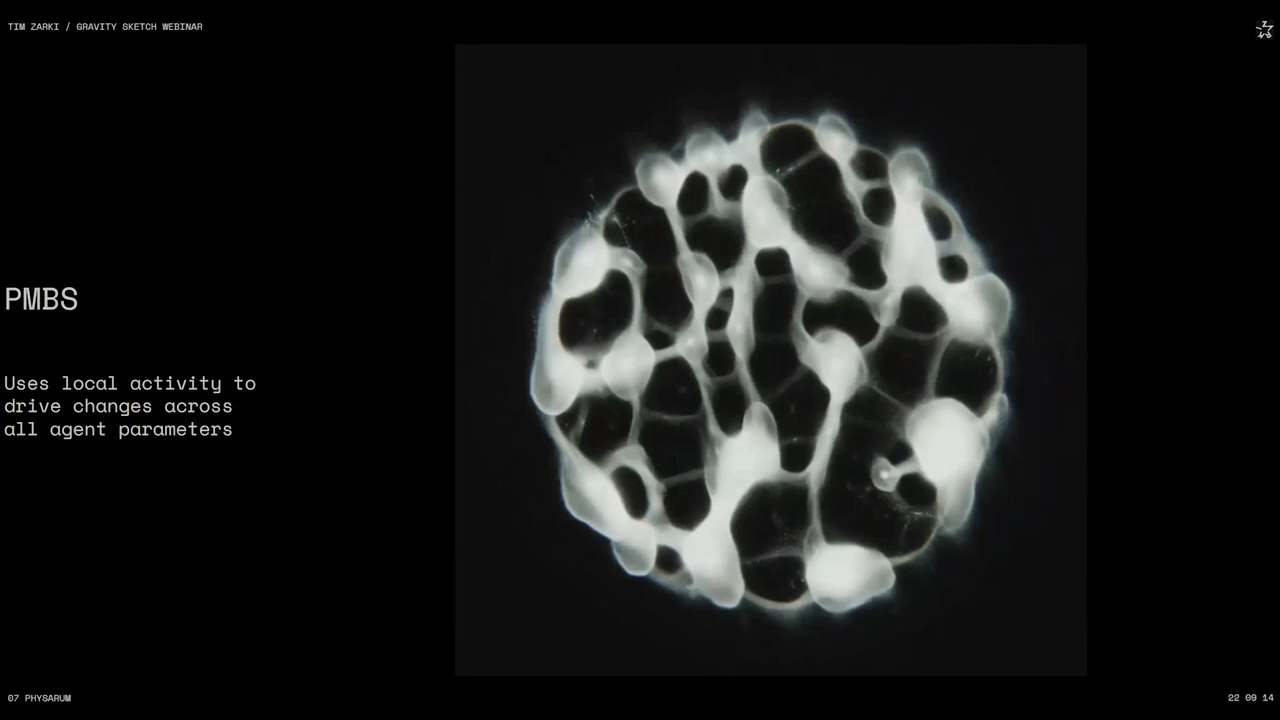 TIM ZARKI / GRAVITY SKETCH WEBINAR
PMBS
Uses local activity to
drive changes across
all agent parameters
07 PHYSARUM
22 09 14